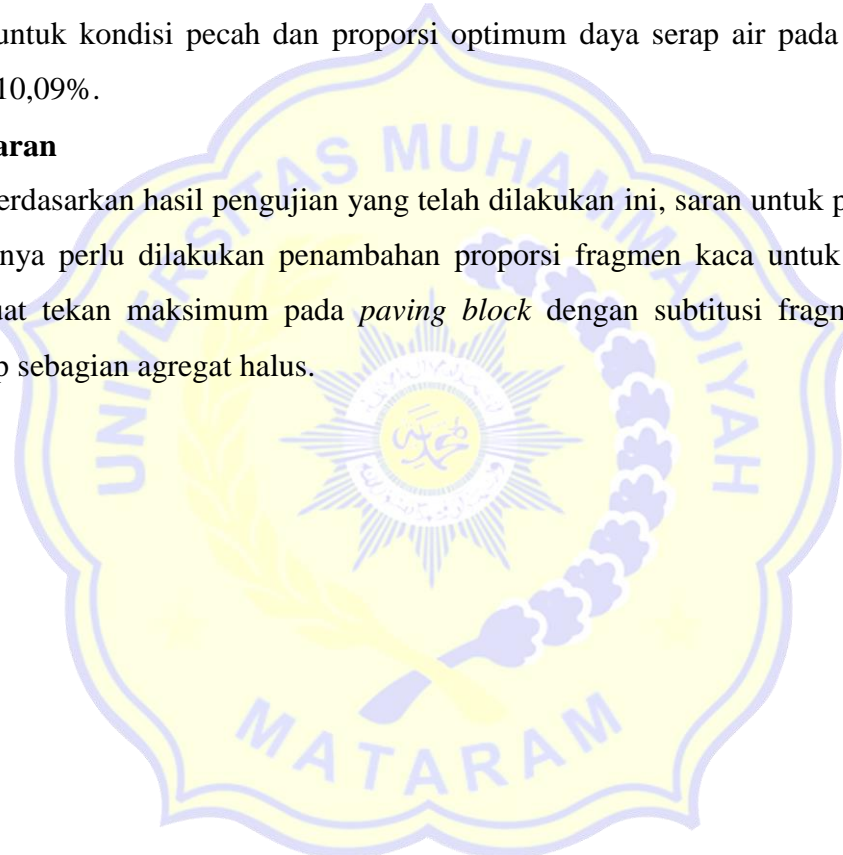 untuk kondisi pecah dan proporsi optimum daya serap air pada
10,09%.
aran
erdasarkan hasil pengujian yang telah dilakukan ini, saran untuk p
nya perlu dilakukan penambahan proporsi fragmen kaca untuk
uat tekan maksimum pada paving block dengan subtitusi fragm
p sebagian agregat halus.
UNIVERSITAS MUHAMMADIYAH
MATARAM